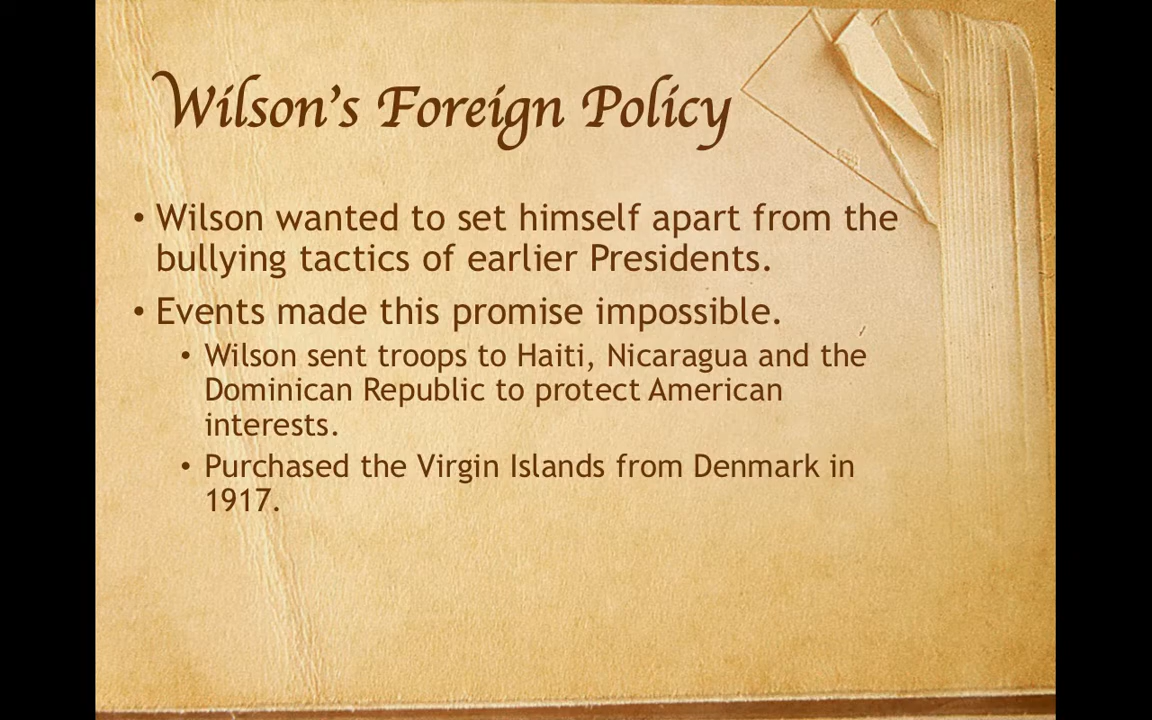 Wilson's Foreign Policy
• Wilson wanted to set himself apart from the
bullying tactics of earlier Presidents.
• Events made this promise impossible.
• Wilson sent troops to Haiti, Nicaragua and the
Dominican Republic to protect American
interests.
• Purchased the Virgin Islands from Denmark in
1917.